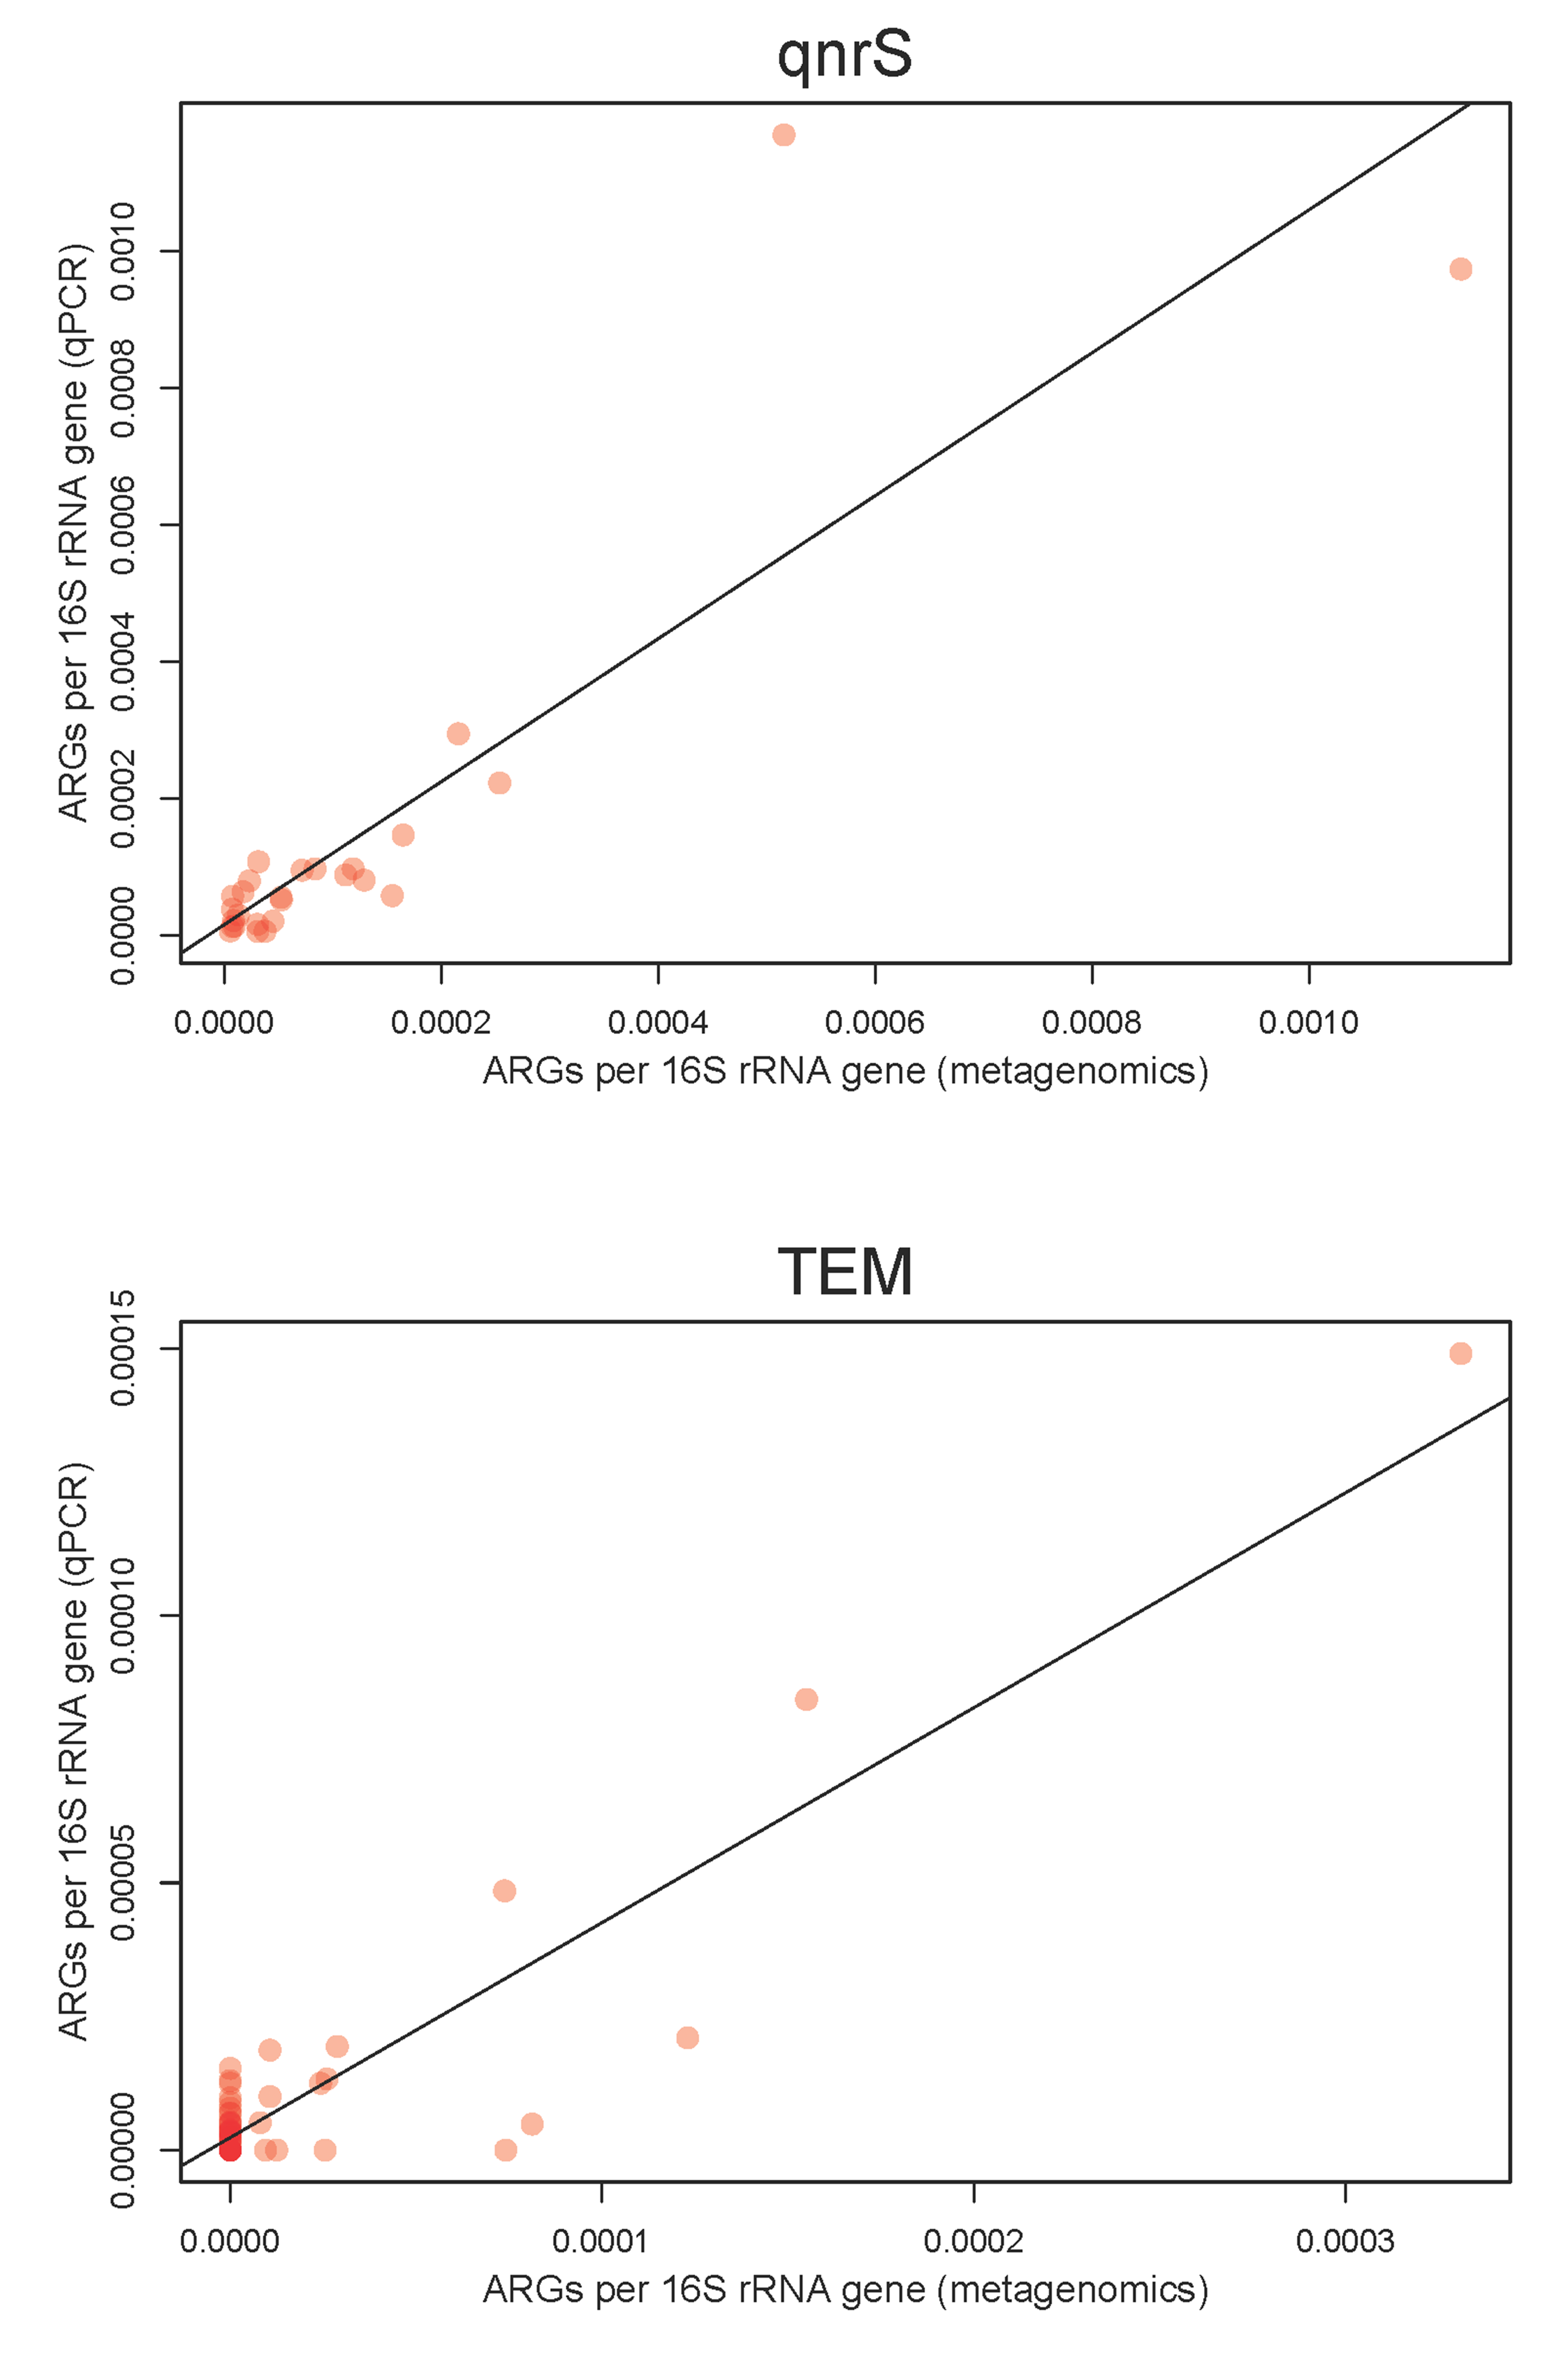 qnrS
ARGs per 16S rRNA gene (qPCR)
0.0010
0.0008
0.0006
0.0004
0.0002
0.0000
0.0000 0.0002 0.0004 0.0006 0.0008 0.0010
ARGs per 16S rRNA gene (metagenomics)
TEM
ARGs per 16S rRNA gene (qPCR)
0.00015
0.00010
0.00005
0.00000
0.0000 0.0001 0.0002 0.0003
ARGs per 16S rRNA gene (metagenomics)